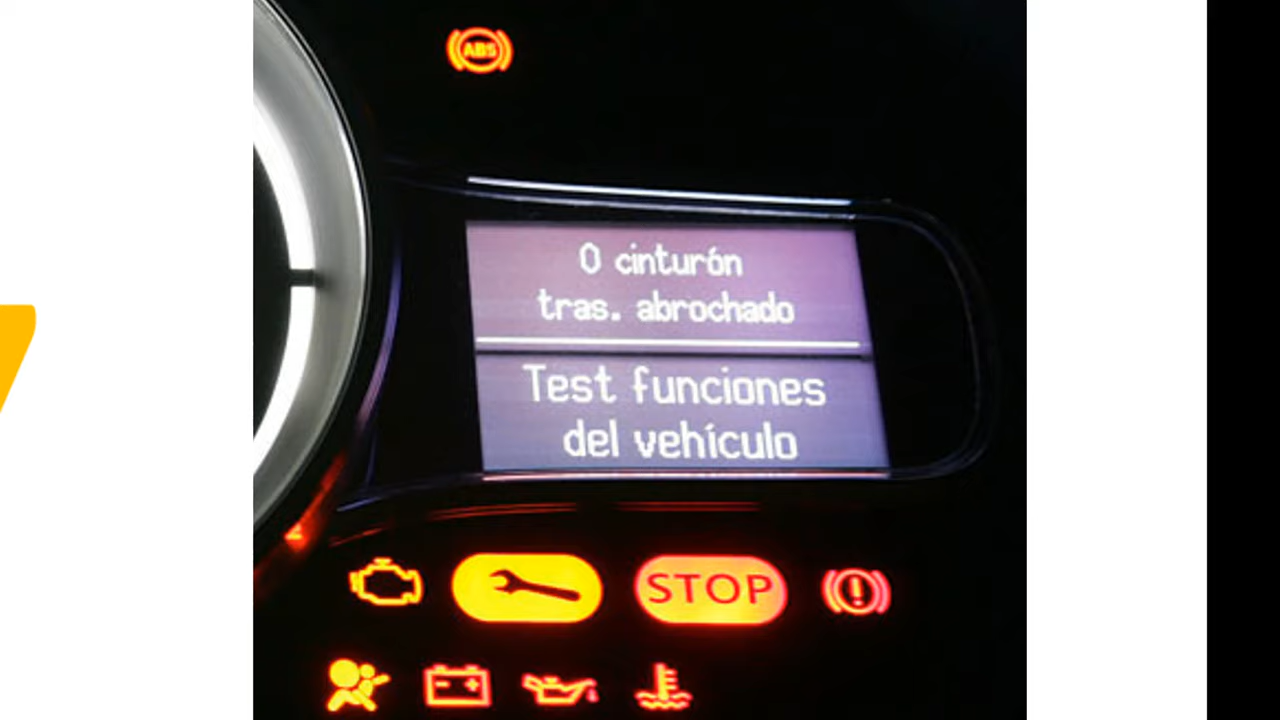 ABS
0 cinturón
tras. abrochado
Test funciones
del vehículo
STOP